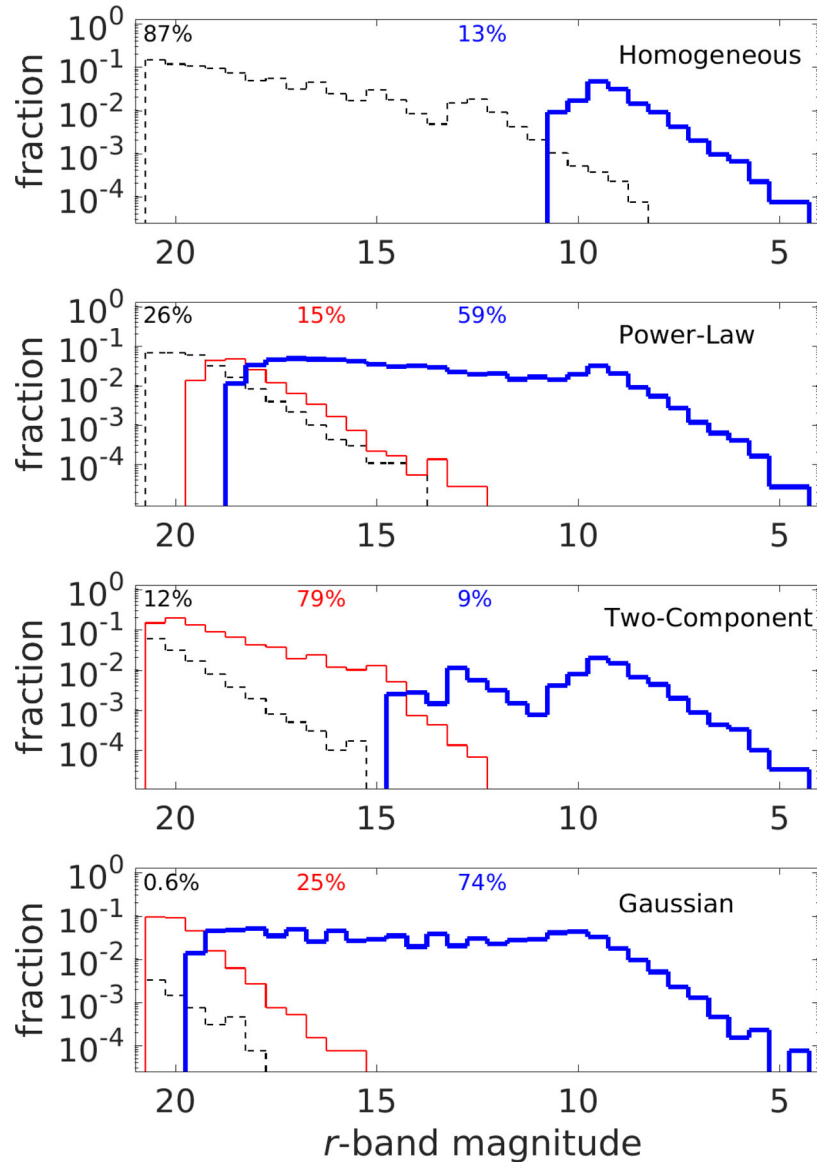 10^0 87% 13% Homogeneous
10^-1
10^-2
10^-3
10^-4
fraction
20 15 10 5
10^0 26% 15% 59% Power-Law
10^-1
10^-2
10^-3
10^-4
fraction
20 15 10 5
10^0 12% 79% 9% Two-Component
10^-1
10^-2
10^-3
10^-4
fraction
20 15 10 5
10^0 0.6% 25% 74% Gaussian
10^-1
10^-2
10^-3
10^-4
fraction
20 15 10 5
r-band magnitude